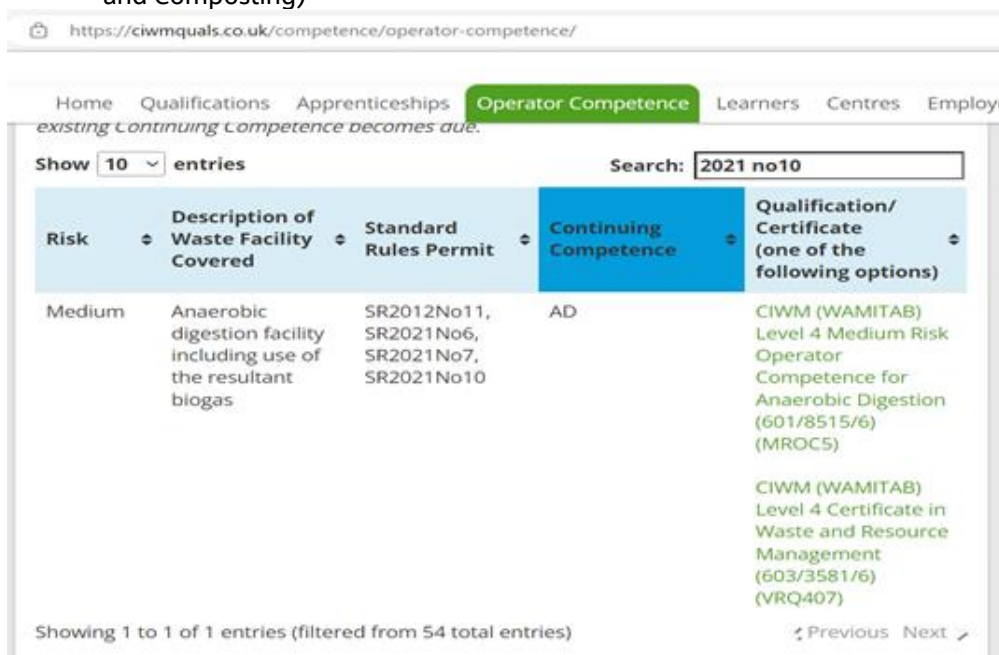 and Composting)
https://ciwmquals.co.uk/competence/operator-competence/
Home Qualifications Apprenticeships Operator Competence Learners Centres Employ
existing Continuing Competence becomes due.
Show 10 entries Search: 2021 no10
Risk
Description of
Waste Facility
Covered
Standard
Rules Permit
Continuing
Competence
Qualification/
Certificate
(one of the
following options)
Medium
Anaerobic
digestion facility
including use of
the resultant
biogas
SR2012No11,
SR2021No6,
SR2021No7,
SR2021No10
AD
CIWM (WAMITAB)
Level 4 Medium Risk
Operator
Competence for
Anaerobic Digestion
(601/8515/6)
(MROC5)
CIWM (WAMITAB)
Level 4 Certificate in
Waste and Resource
Management
(603/3581/6)
(VRQ407)
Showing 1 to 1 of 1 entries (filtered from 54 total entries) Previous Next